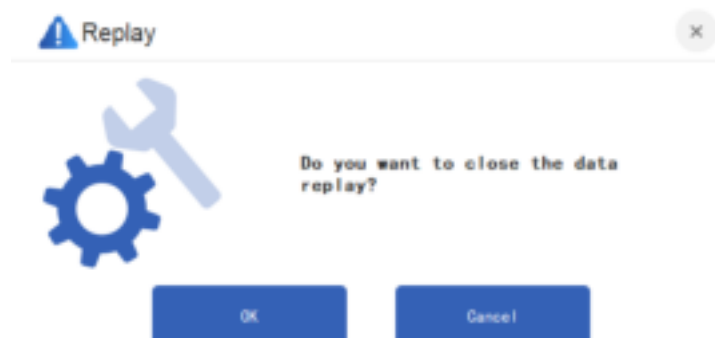 Replay
Do you want to close the data
replay?
OK
Cancel